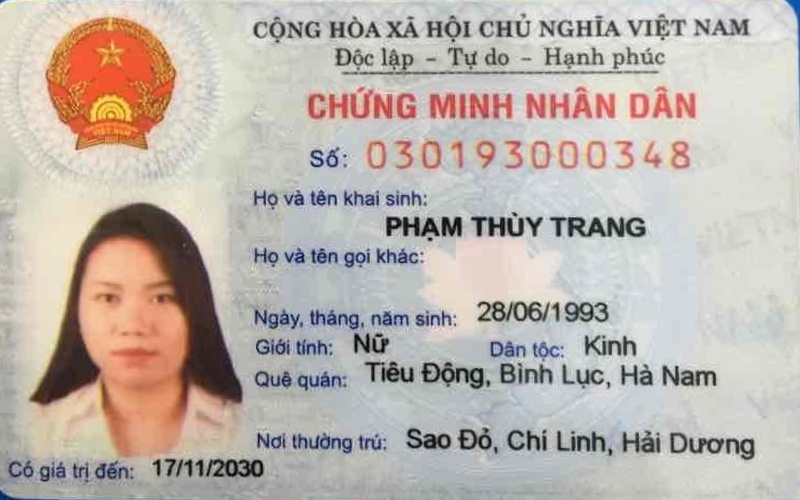 CỘNG HÒA XÃ HỘI CHỦ NGHĨA VIỆT NAM
Độc lập – Tự do – Hạnh phúc
CHỨNG MINH NHÂN DÂN
Số: 030193000348
Họ và tên khai sinh:
PHẠM THÙY TRANG
Họ và tên gọi khác:
Ngày, tháng, năm sinh: 28/06/1993
Giới tính: Nữ Dân tộc: Kinh
Quê quán: Tiêu Động, Bình Lục, Hà Nam
Nơi thường trú: Sao Đỏ, Chí Linh, Hải Dương
Có giá trị đến: 17/11/2030